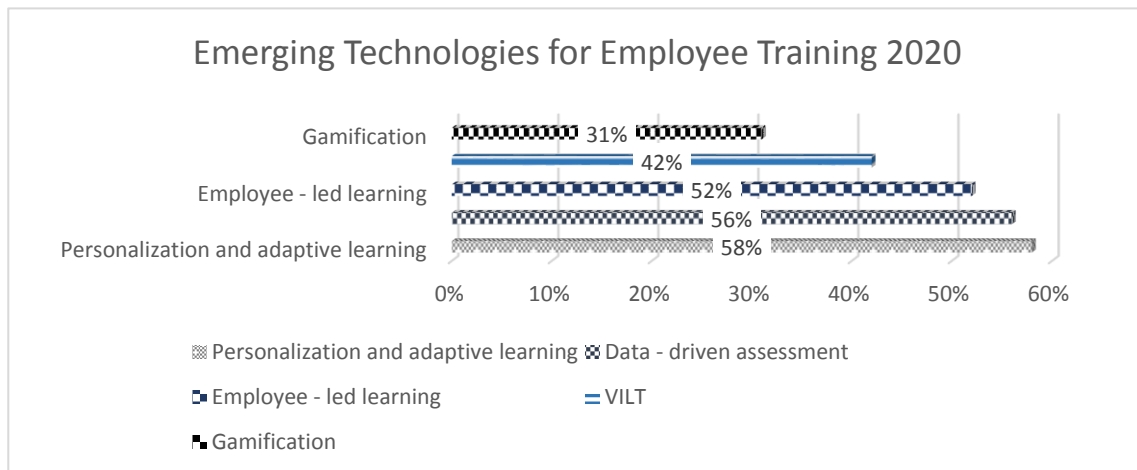 Emerging Technologies for Employee Training 2020
Gamification
31%
42%
Employee - led learning
52%
56%
Personalization and adaptive learning
58%
0% 10% 20% 30% 40% 50% 60%
Personalization and adaptive learning Data - driven assessment
Employee - led learning VILT
Gamification